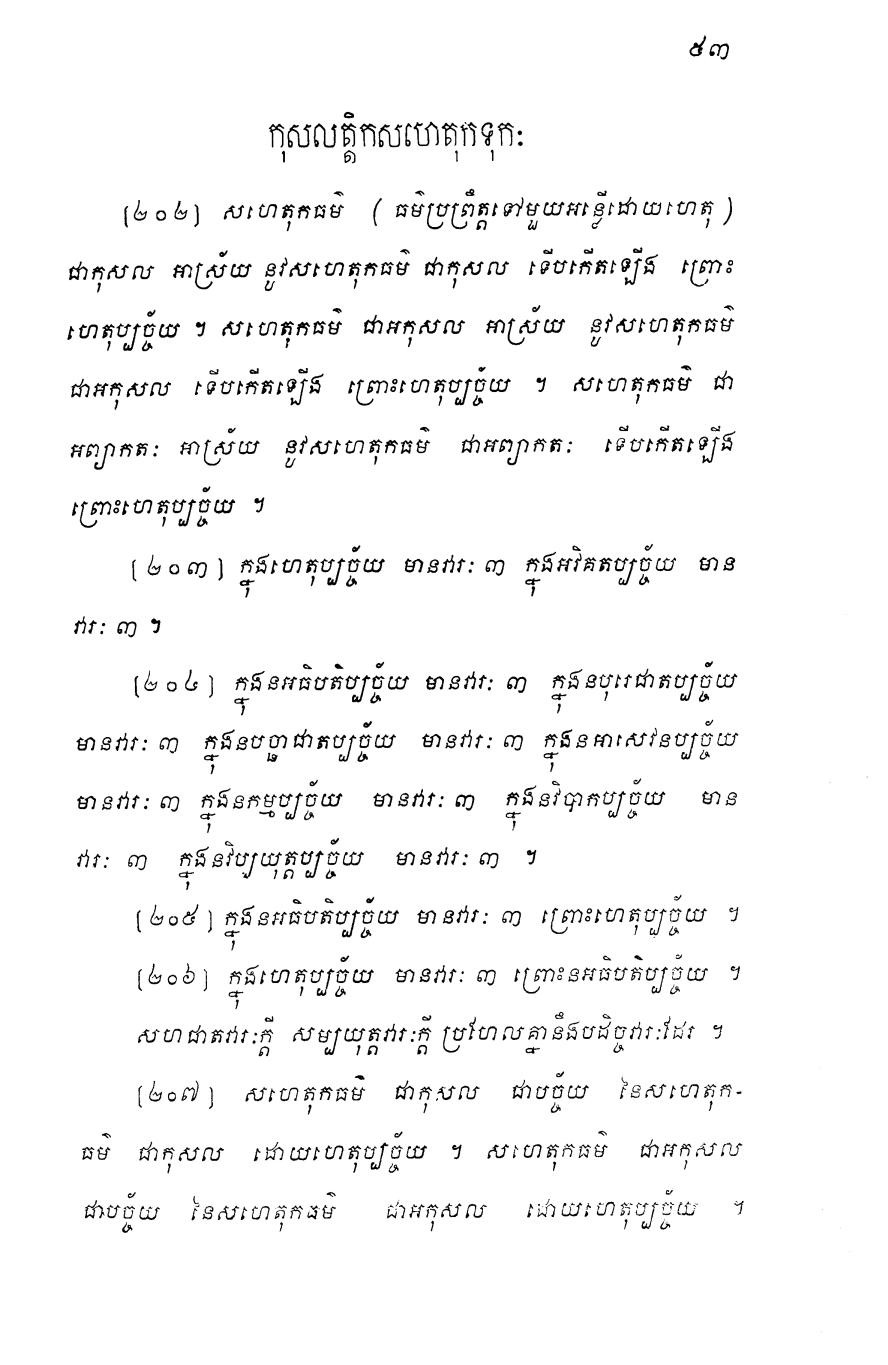 ៥៣
កុសលត្តិកសហេតុកទុកៈ
[២០២] សហេតុកធម៌ ( ធម៌ប្រព្រឹត្តទៅមួយអន្លើដោយហេតុ )
ជាកុសល អាស្រ័យ នូវសហេតុកធម៌ ជាកុសល ទើបកើតឡើង ព្រោះ
ហេតុប្បច្ច័យ ។ សហេតុកធម៌ ជាអកុសល អាស្រ័យ នូវសហេតុកធម៌
ជាអកុសល ទើបកើតឡើង ព្រោះហេតុប្បច្ច័យ ។ សហេតុកធម៌ ជា
អព្យាកតៈ អាស្រ័យ នូវសហេតុកធម៌ ជាអព្យាកតៈ ទើបកើតឡើង
ព្រោះហេតុប្បច្ច័យ ។
[២០៣] ក្នុងហេតុប្បច្ច័យ មានវារៈ ៣ ក្នុងអវិគតប្បច្ច័យ មាន
វារៈ ៣ ។
[២០៤] ក្នុងនអធិបតិប្បច្ច័យ មានវារៈ ៣ ក្នុងនបុរេជាតប្បច្ច័យ
មានវារៈ ៣ ក្នុងនបច្ឆាជាតប្បច្ច័យ មានវារៈ ៣ ក្នុងនអាសេវនប្បច្ច័យ
មានវារៈ ៣ ក្នុងនកម្មប្បច្ច័យ មានវារៈ ៣ ក្នុងនវិបាកប្បច្ច័យ មាន
វារៈ ៣ ក្នុងនវិប្បយុត្តប្បច្ច័យ មានវារៈ ៣ ។
[២០៥] ក្នុងនអធិបតិប្បច្ច័យ មានវារៈ ៣ ព្រោះហេតុប្បច្ច័យ ។
[២០៦] ក្នុងហេតុប្បច្ច័យ មានវារៈ ៣ ព្រោះនអធិបតិប្បច្ច័យ ។
សហជាតវារៈក្តី សម្បយុត្តវារៈក្តី ប្រហែលគ្នានឹងបដិច្ចវារៈដែរ ។
[២០៧] សហេតុកធម៌ ជាកុសល ជាបច្ច័យ នៃសហេតុក-
ធម៌ ជាកុសល ដោយហេតុប្បច្ច័យ ។ សហេតុកធម៌ ជាអកុសល
ជាបច្ច័យ នៃសហេតុកធម៌ ជាអកុសល ដោយហេតុប្បច្ច័យ ។